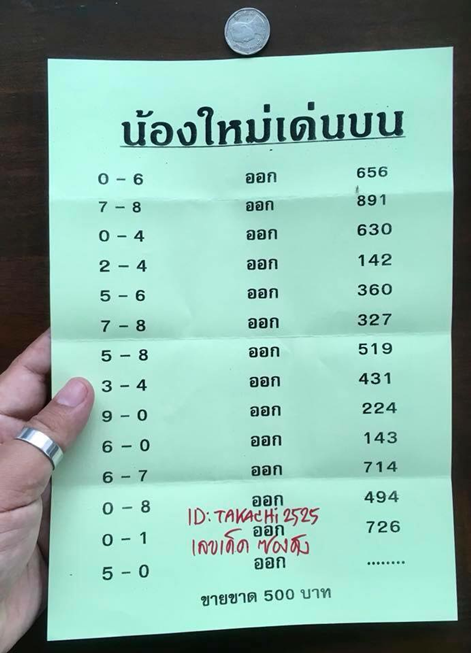 น้องใหม่เด่นบน
0 – 6 ออก 656
7 – 8 ออก 891
0 – 4 ออก 630
2 – 4 ออก 142
5 – 6 ออก 360
7 – 8 ออก 327
5 – 8 ออก 519
3 – 4 ออก 431
9 – 0 ออก 224
6 – 0 ออก 143
6 – 7 ออก 714
0 – 8 ออก 494
ID: TAKACHI 2525
0 – 1 ออก 726
เลขเด็ด ซองดัง
5 – 0 ออก ........
ขายขาด 500 บาท